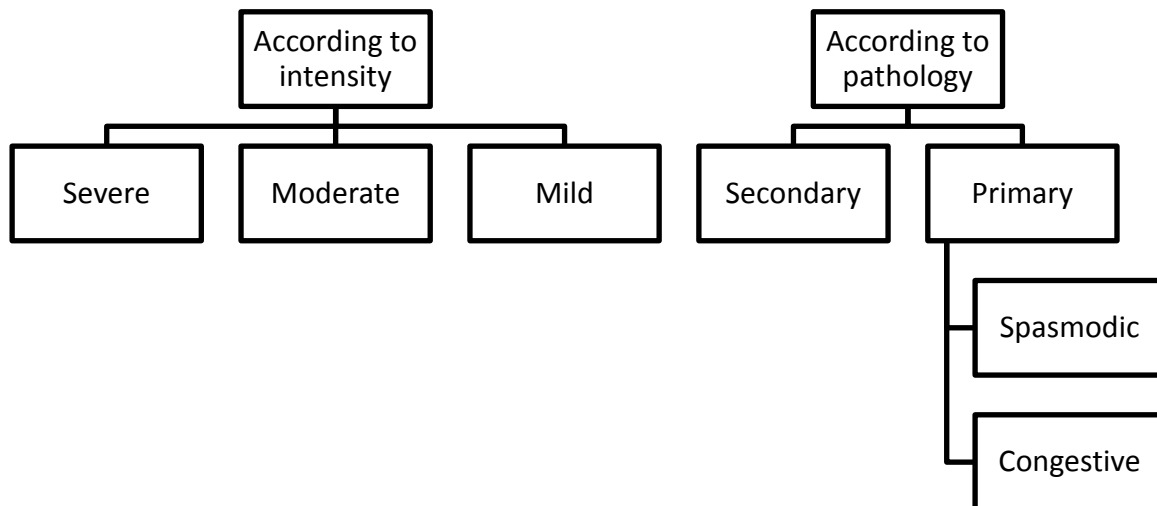 According to
intensity
According to
pathology
Severe
Moderate
Mild
Secondary
Primary
Spasmodic
Congestive